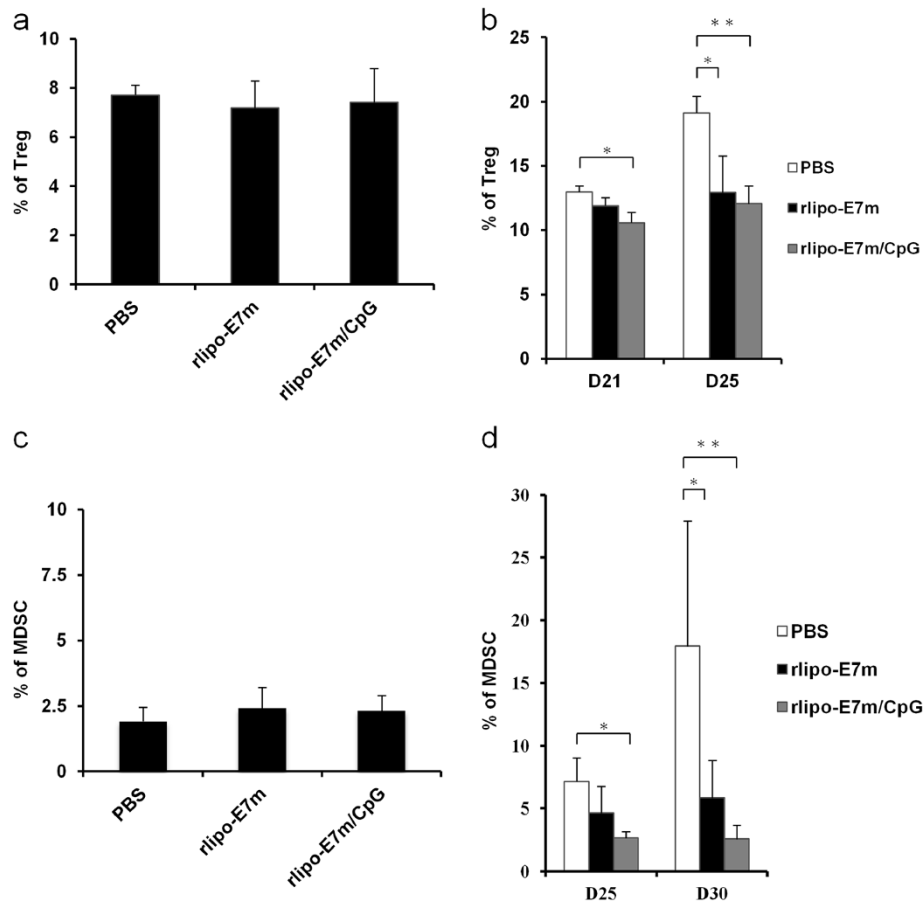 a
10
8
6
4
2
0
% of Treg
PBS
rlipo-E7m
rlipo-E7m/CpG
b
25
20
15
10
5
0
% of Treg
* *
*
*
D21
D25
PBS
rlipo-E7m
rlipo-E7m/CpG
c
10
7.5
5
2.5
0
% of MDSC
PBS
rlipo-E7m
rlipo-E7m/CpG
d
30
25
20
15
10
5
0
% of MDSC
* *
*
*
D25
D30
PBS
rlipo-E7m
rlipo-E7m/CpG